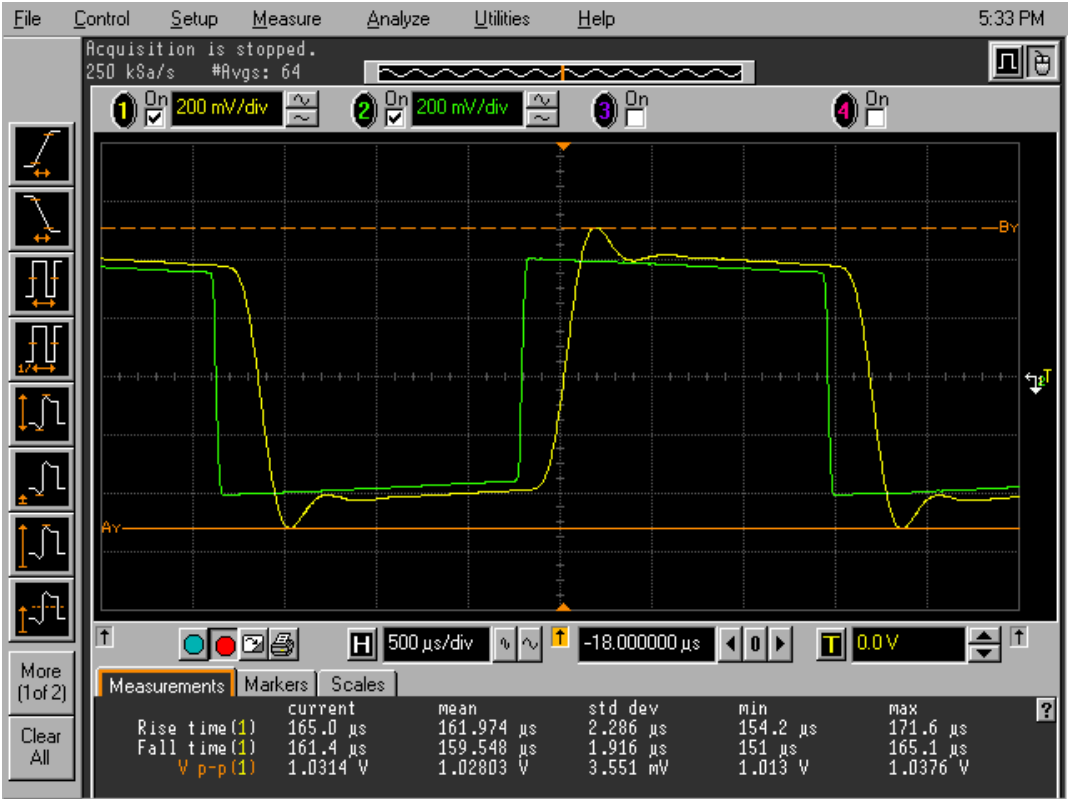 File Control Setup Measure Analyze Utilities Help 5:33 PM
Acquisition is stopped.
250 kSa/s #Avgs: 64
1 On 200 mV/div 2 On 200 mV/div 3 On 4 On
By
Ay
T
2
1/
H 500 µs/div -18.000000 µs 0 T 0.0 V
More
(1 of 2)
Clear
All
Measurements Markers Scales
current mean std dev min max ?
Rise time(1) 165.0 µs 161.974 µs 2.286 µs 154.2 µs 171.6 µs
Fall time(1) 161.4 µs 159.548 µs 1.916 µs 151 µs 165.1 µs
V p-p(1) 1.0314 V 1.02803 V 3.551 mV 1.013 V 1.0376 V